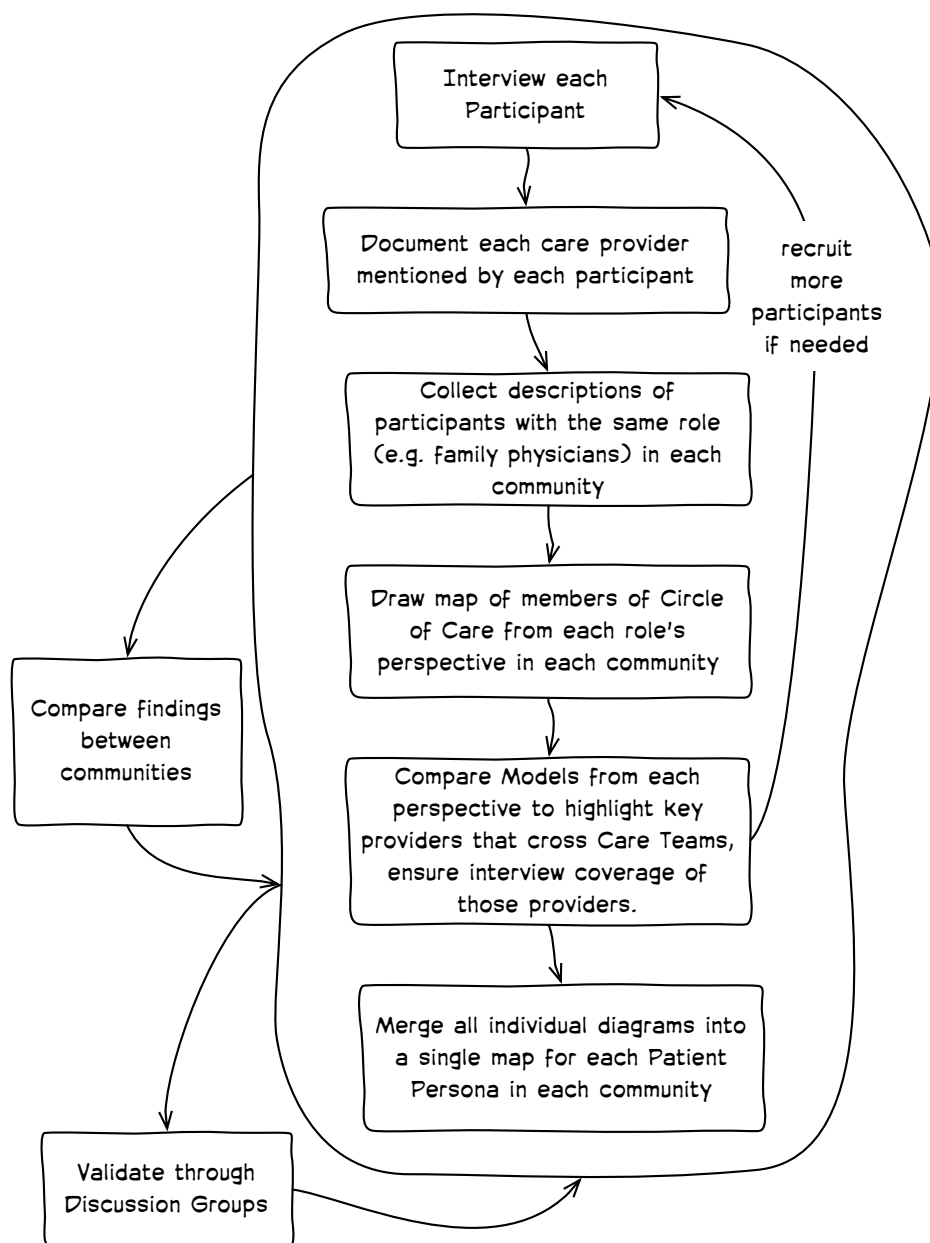 Interview each
Participant
Document each care provider
mentioned by each participant
recruit
more
participants
if needed
Collect descriptions of
participants with the same role
(e.g. family physicians) in each
community
Draw map of members of Circle
of Care from each role's
perspective in each community
Compare findings
between
communities
Compare Models from each
perspective to highlight key
providers that cross Care Teams,
ensure interview coverage of
those providers.
Merge all individual diagrams into
a single map for each Patient
Persona in each community
Validate through
Discussion Groups